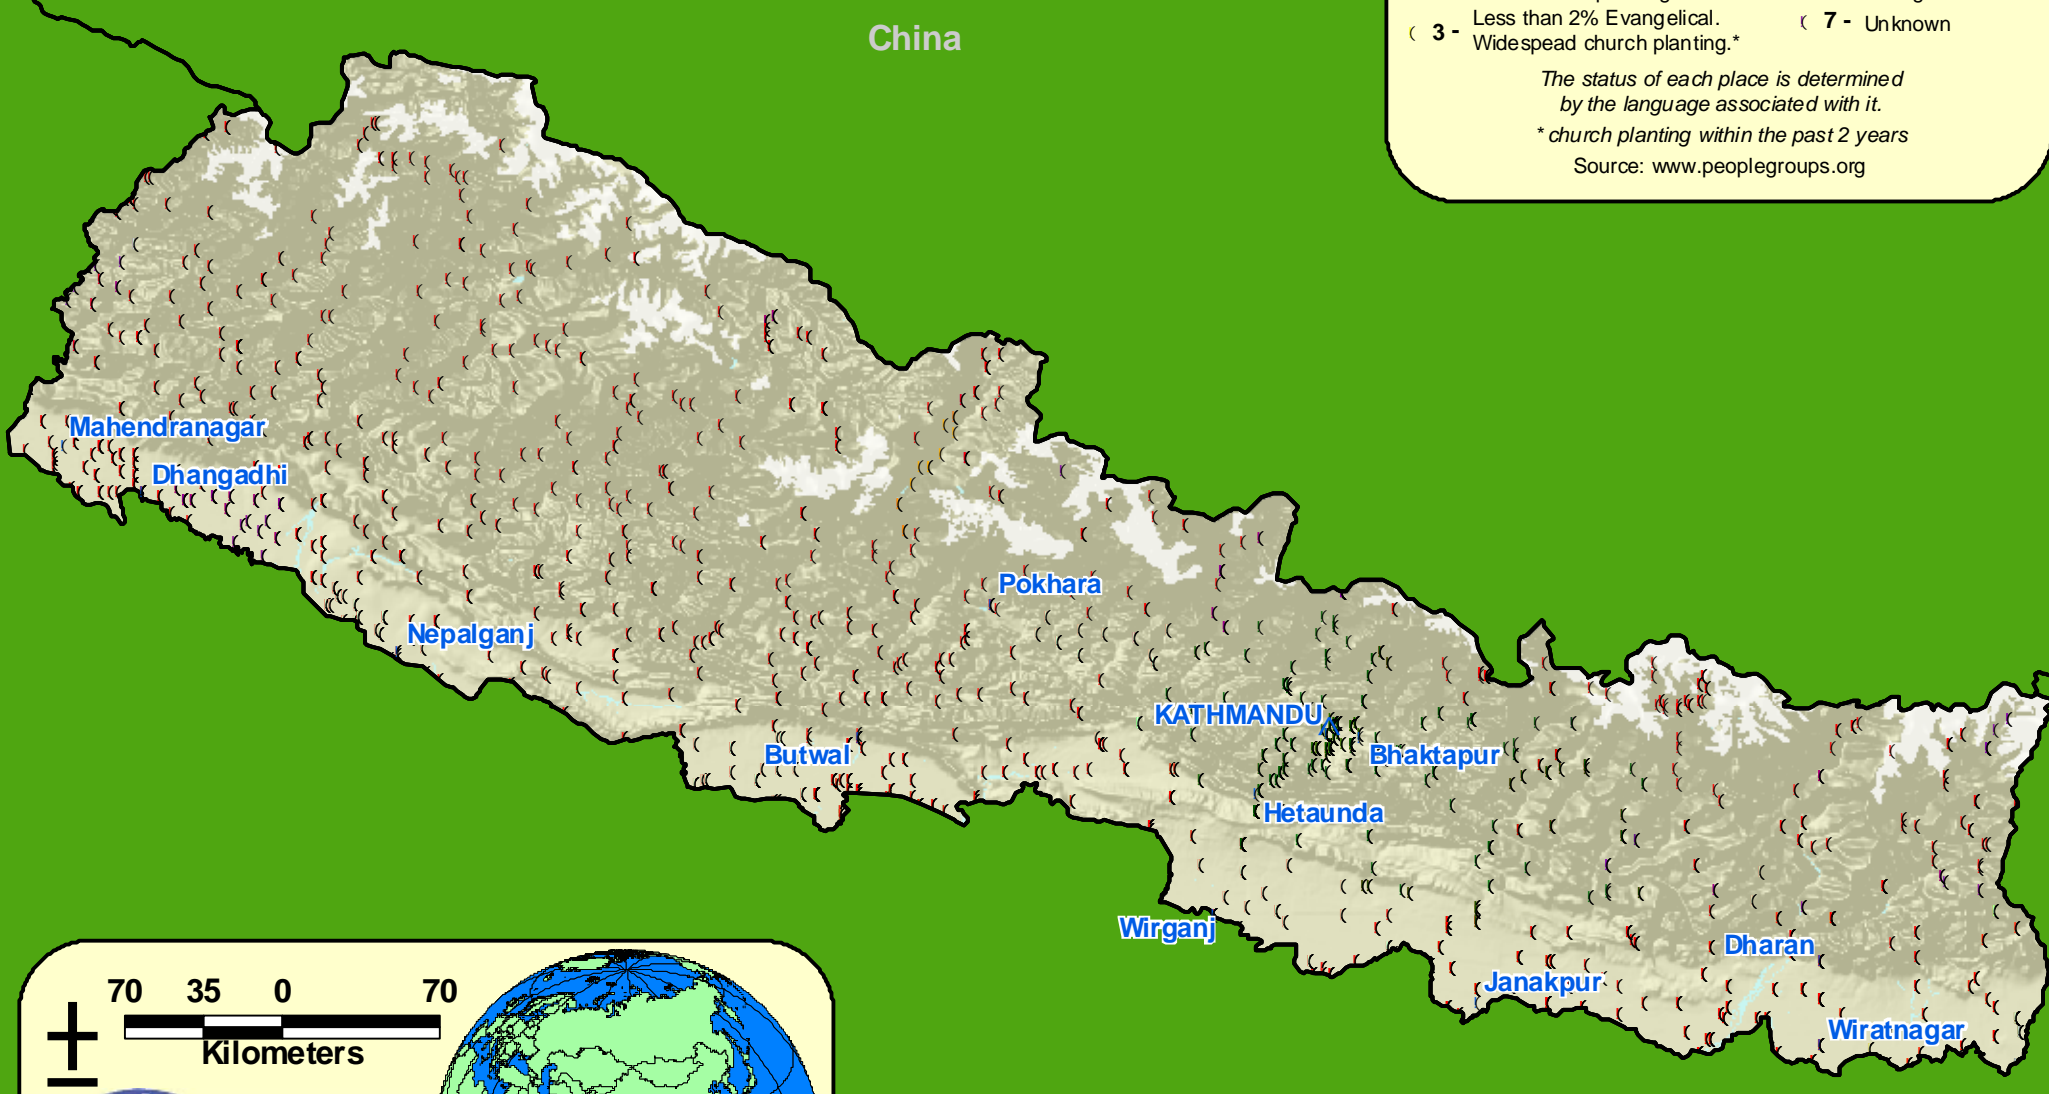 China
Less than 2% Evangelical.
3 - Widespead church planting.*
7 - Unknown
The status of each place is determined
by the language associated with it.
* church planting within the past 2 years
Source: www.peoplegroups.org
Mahendranagar
Dhangadhi
Pokhara
Nepalganj
KATHMANDU
Butwal
Bhaktapur
Hetaunda
Wirganj
Dharan
Janakpur
Wiratnagar
70 35 0 70
Kilometers